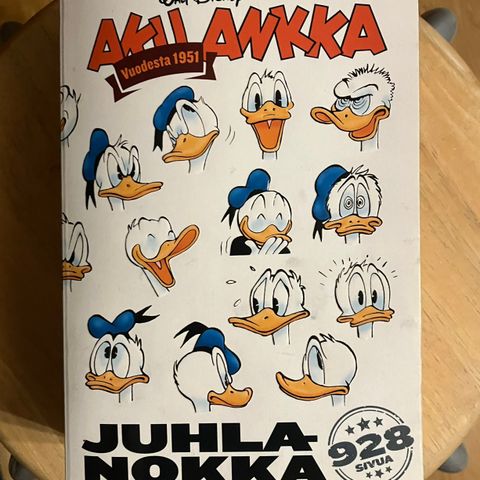 Walt Disney
AKU ANKKA
Vuodesta 1951
JUHLA-
NOKKA
928
SIVUA